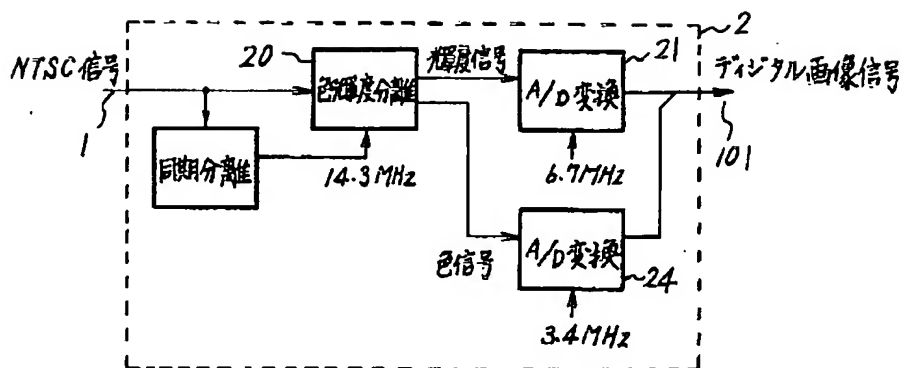 2
NTSC信号
1
20
色輝度分離
輝度信号
21
A/D変換
ディジタル画像信号
101
同期分離
14.3MHz
6.7MHz
色信号
A/D変換
24
3.4MHz